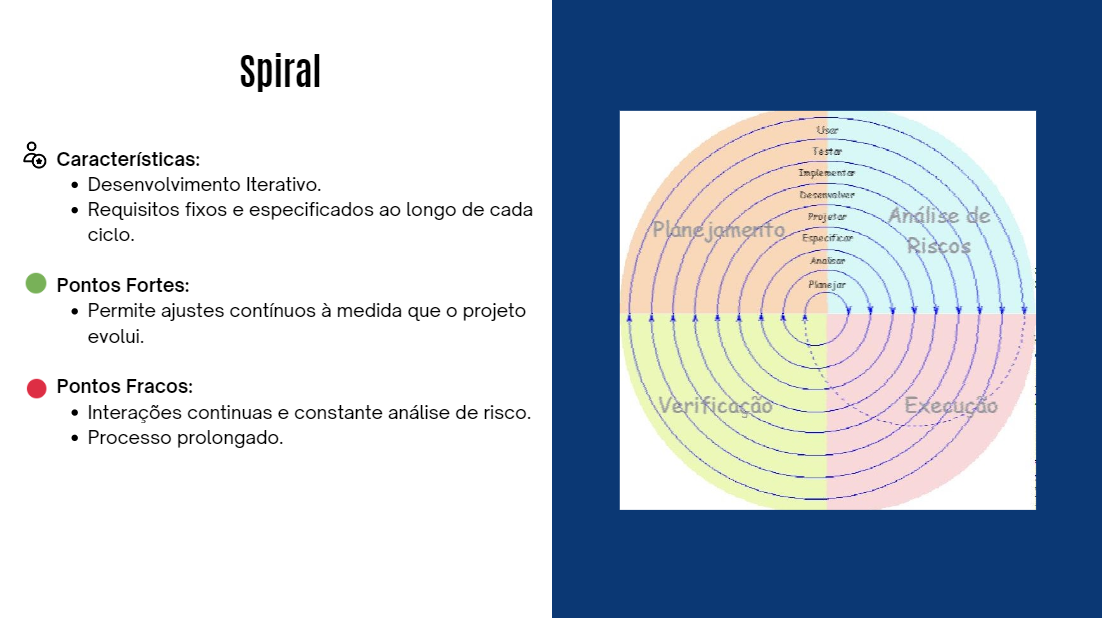 Spiral
Características:
• Desenvolvimento Iterativo.
• Requisitos fixos e especificados ao longo de cada
ciclo.
Pontos Fortes:
• Permite ajustes contínuos à medida que o projeto
evolui.
Pontos Fracos:
• Interações continuas e constante análise de risco.
• Processo prolongado.
Usar
Testar
Implementar
Desenvolver
Projetar
Especificar
Analisar
Planejar
Planejamento
Análise de
Riscos
Verificação
Execução